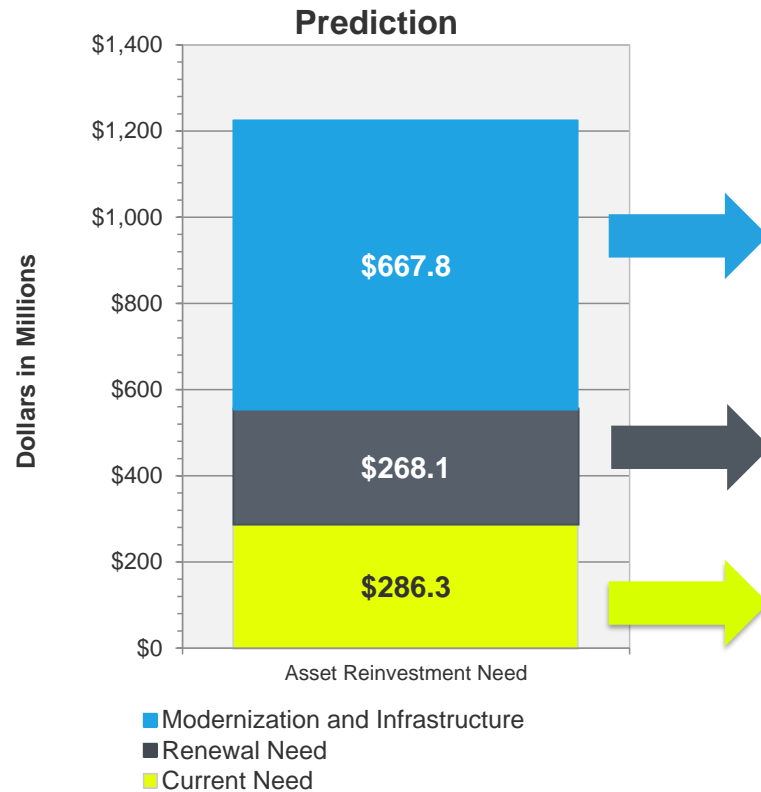 Prediction
$1,400
$1,200
$1,000
$800
$600
$400
$200
$0
Dollars in Millions
$667.8
$268.1
$286.3
Asset Reinvestment Need
Modernization and Infrastructure
Renewal Need
Current Need